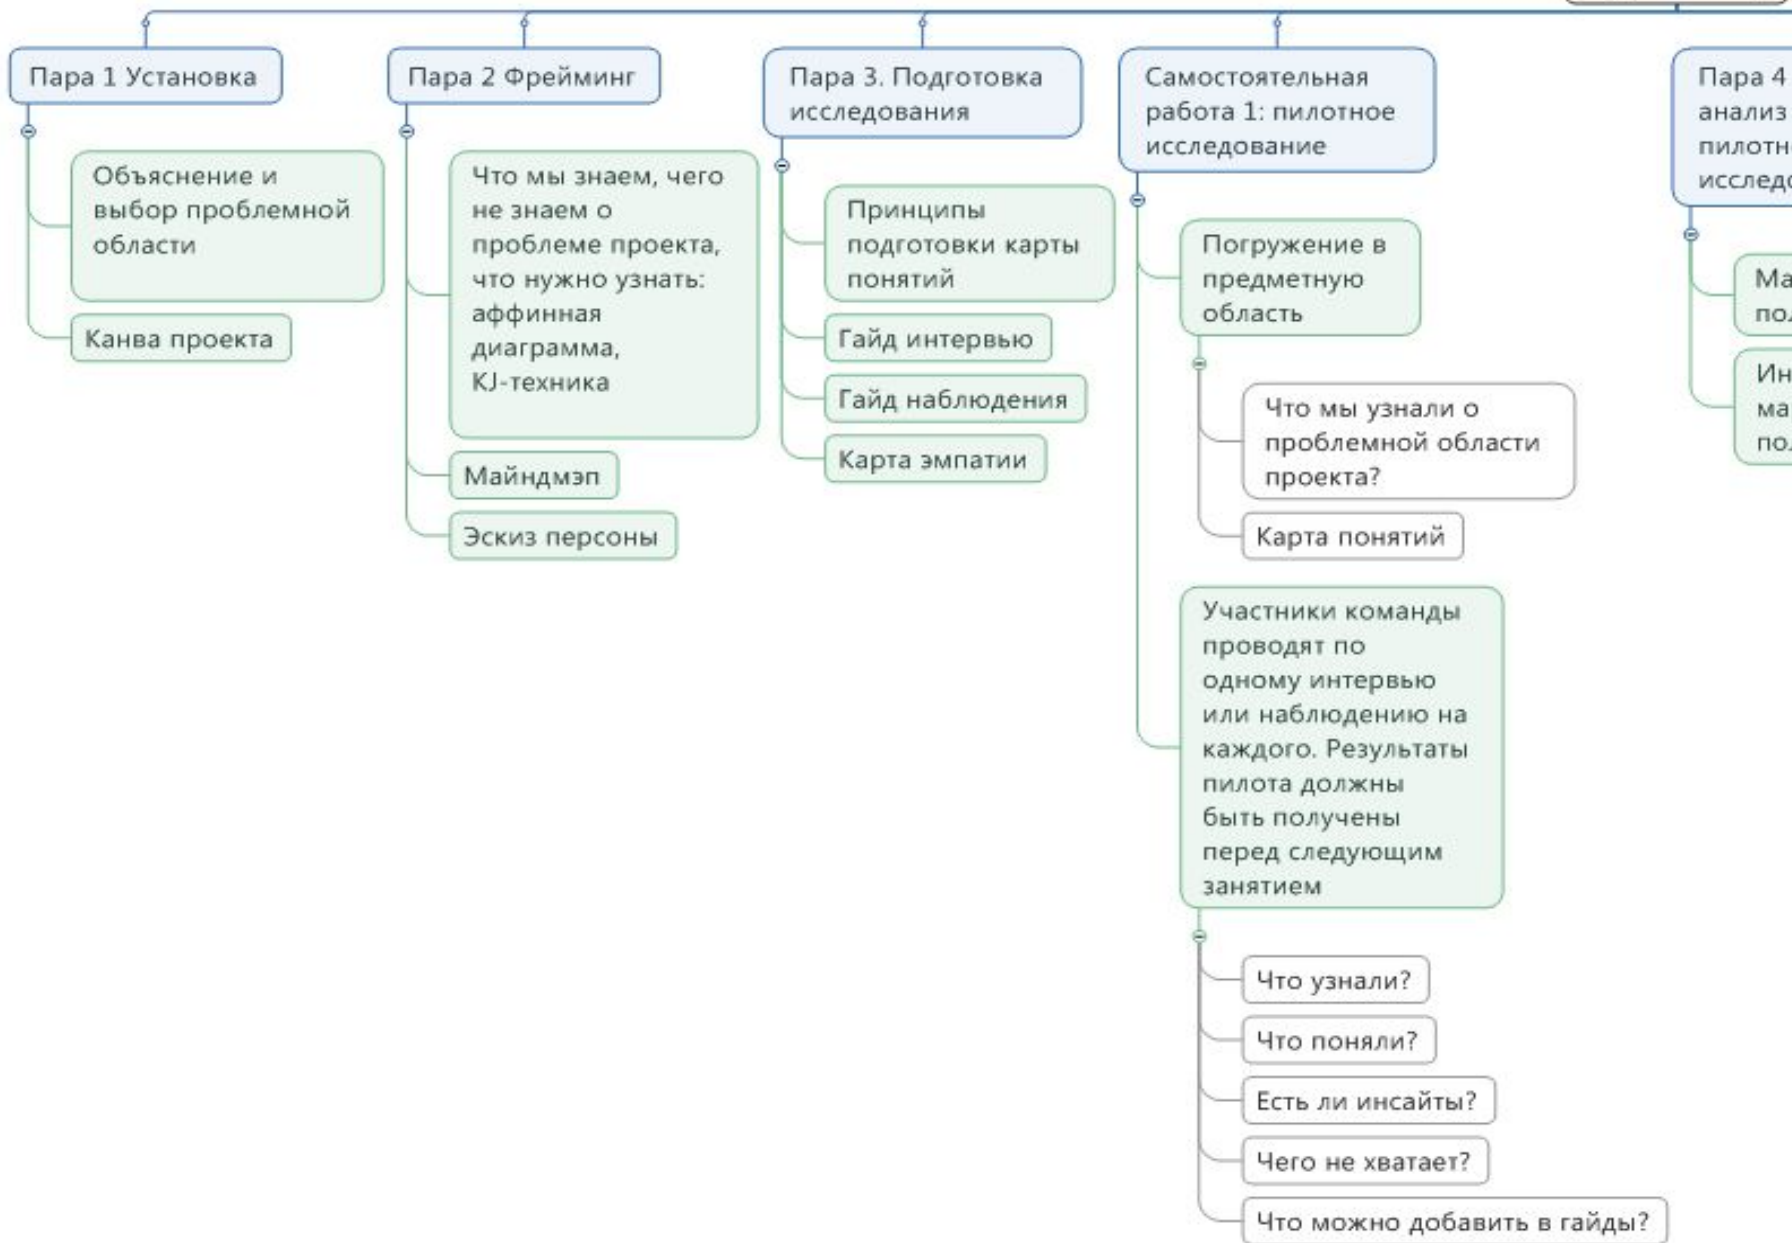 Пара 1 Установка
Объяснение и
выбор проблемной
области
Канва проекта
Пара 2 Фрейминг
Что мы знаем, чего
не знаем о
проблеме проекта,
что нужно узнать:
аффинная
диаграмма,
KJ-техника
Майндмэп
Эскиз персоны
Пара 3. Подготовка
исследования
Принципы
подготовки карты
понятий
Гайд интервью
Гайд наблюдения
Карта эмпатии
Самостоятельная
работа 1: пилотное
исследование
Погружение в
предметную
область
Что мы узнали о
проблемной области
проекта?
Карта понятий
Участники команды
проводят по
одному интервью
или наблюдению на
каждого. Результаты
пилота должны
быть получены
перед следующим
занятием
Что узнали?
Что поняли?
Есть ли инсайты?
Чего не хватает?
Что можно добавить в гайды?
Пара 4
анализ